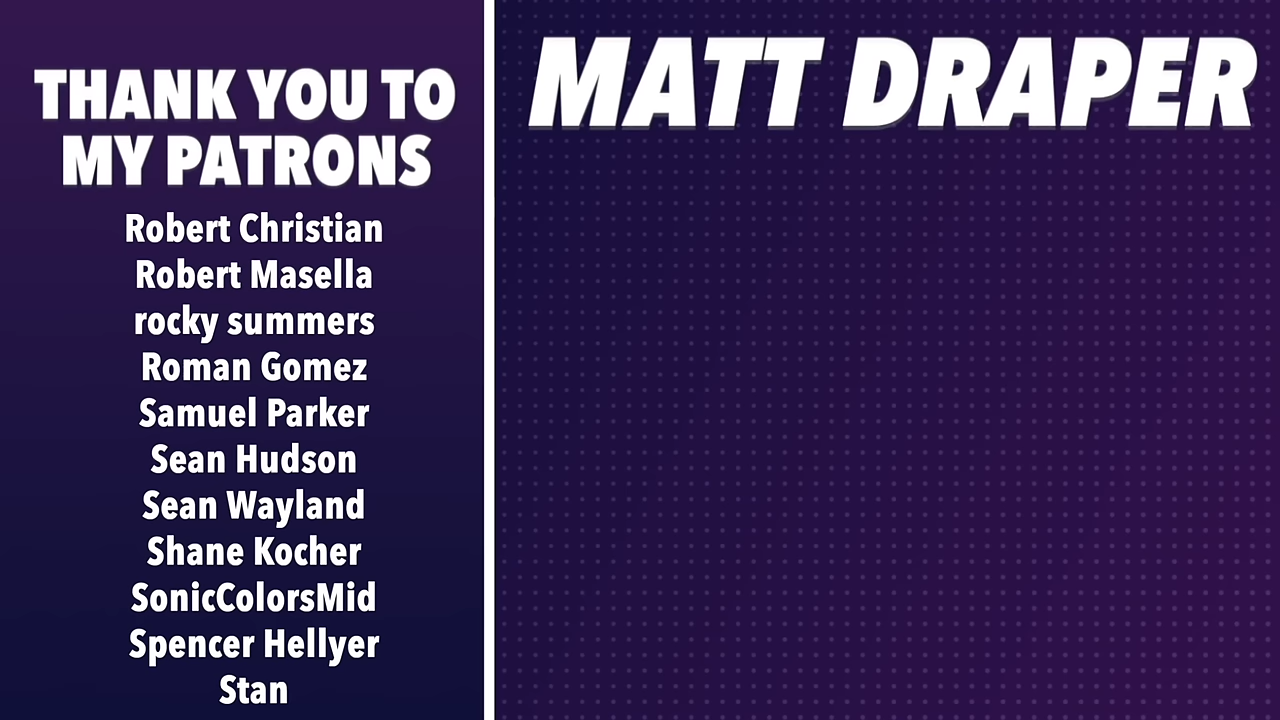 THANK YOU TO
MY PATRONS
Robert Christian
Robert Masella
rocky summers
Roman Gomez
Samuel Parker
Sean Hudson
Sean Wayland
Shane Kocher
SonicColorsMid
Spencer Hellyer
Stan
MATT DRAPER